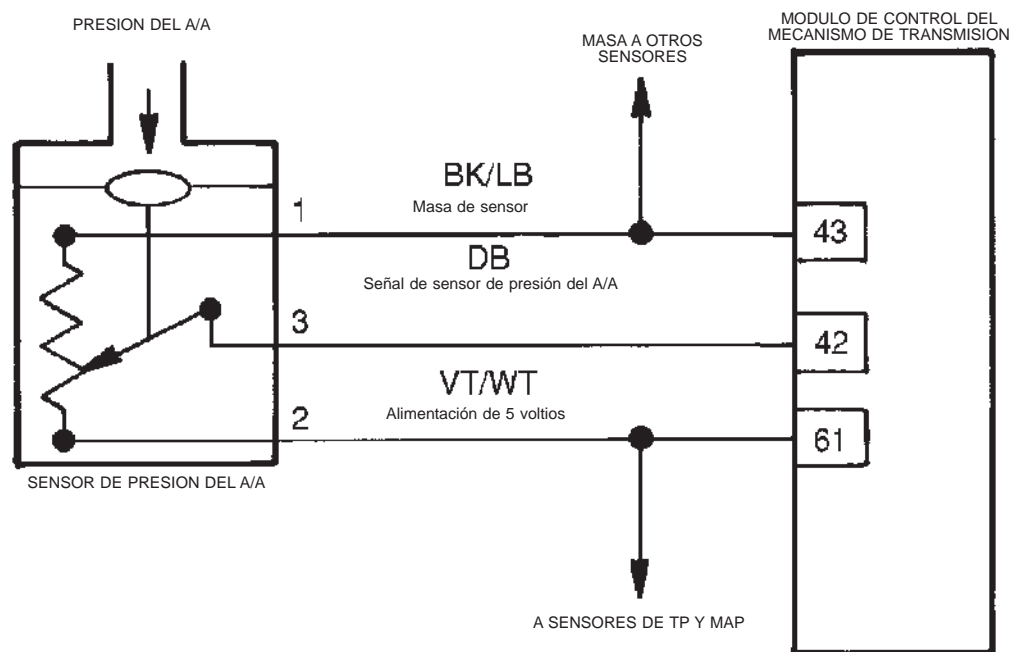 PRESION DEL A/A
MASA A OTROS
SENSORES
MODULO DE CONTROL DEL
MECANISMO DE TRANSMISION
BK/LB
1
Masa de sensor
43
DB
Señal de sensor de presión del A/A
3
42
VT/WT
2
Alimentación de 5 voltios
61
SENSOR DE PRESION DEL A/A
A SENSORES DE TP Y MAP